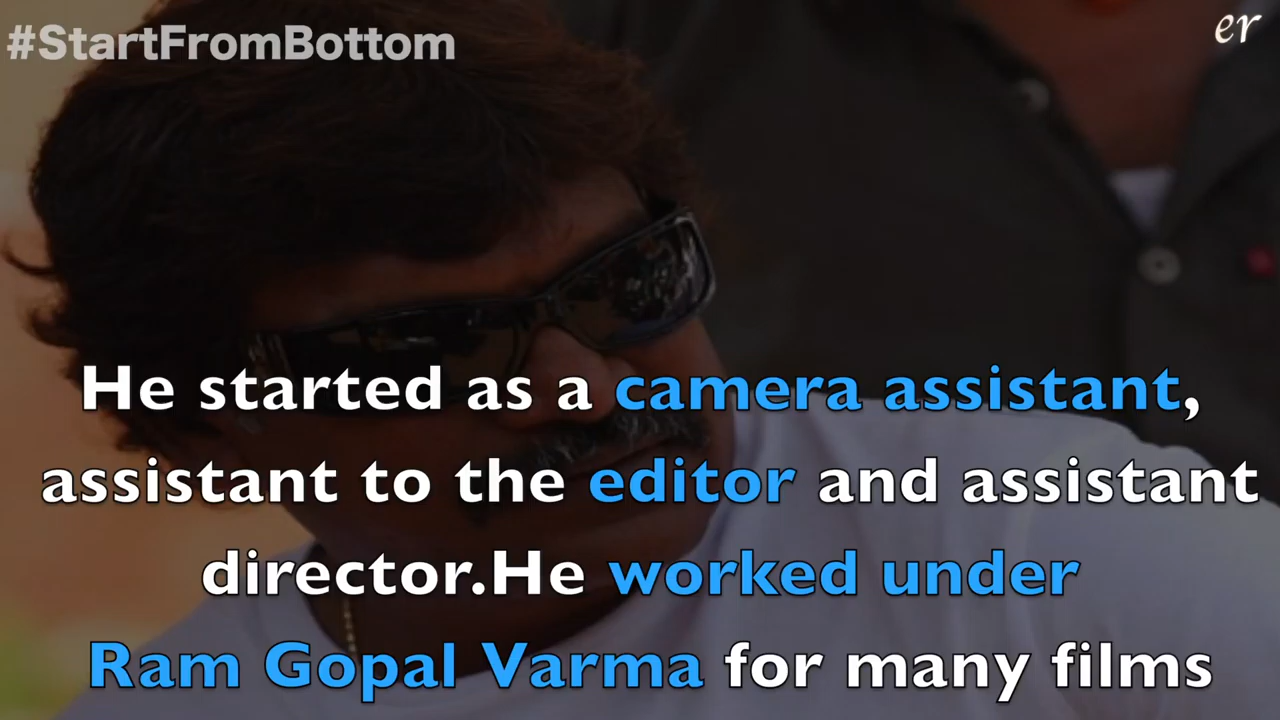 #StartFromBottom
er
He started as a camera assistant,
assistant to the editor and assistant
director.He worked under
Ram Gopal Varma for many films